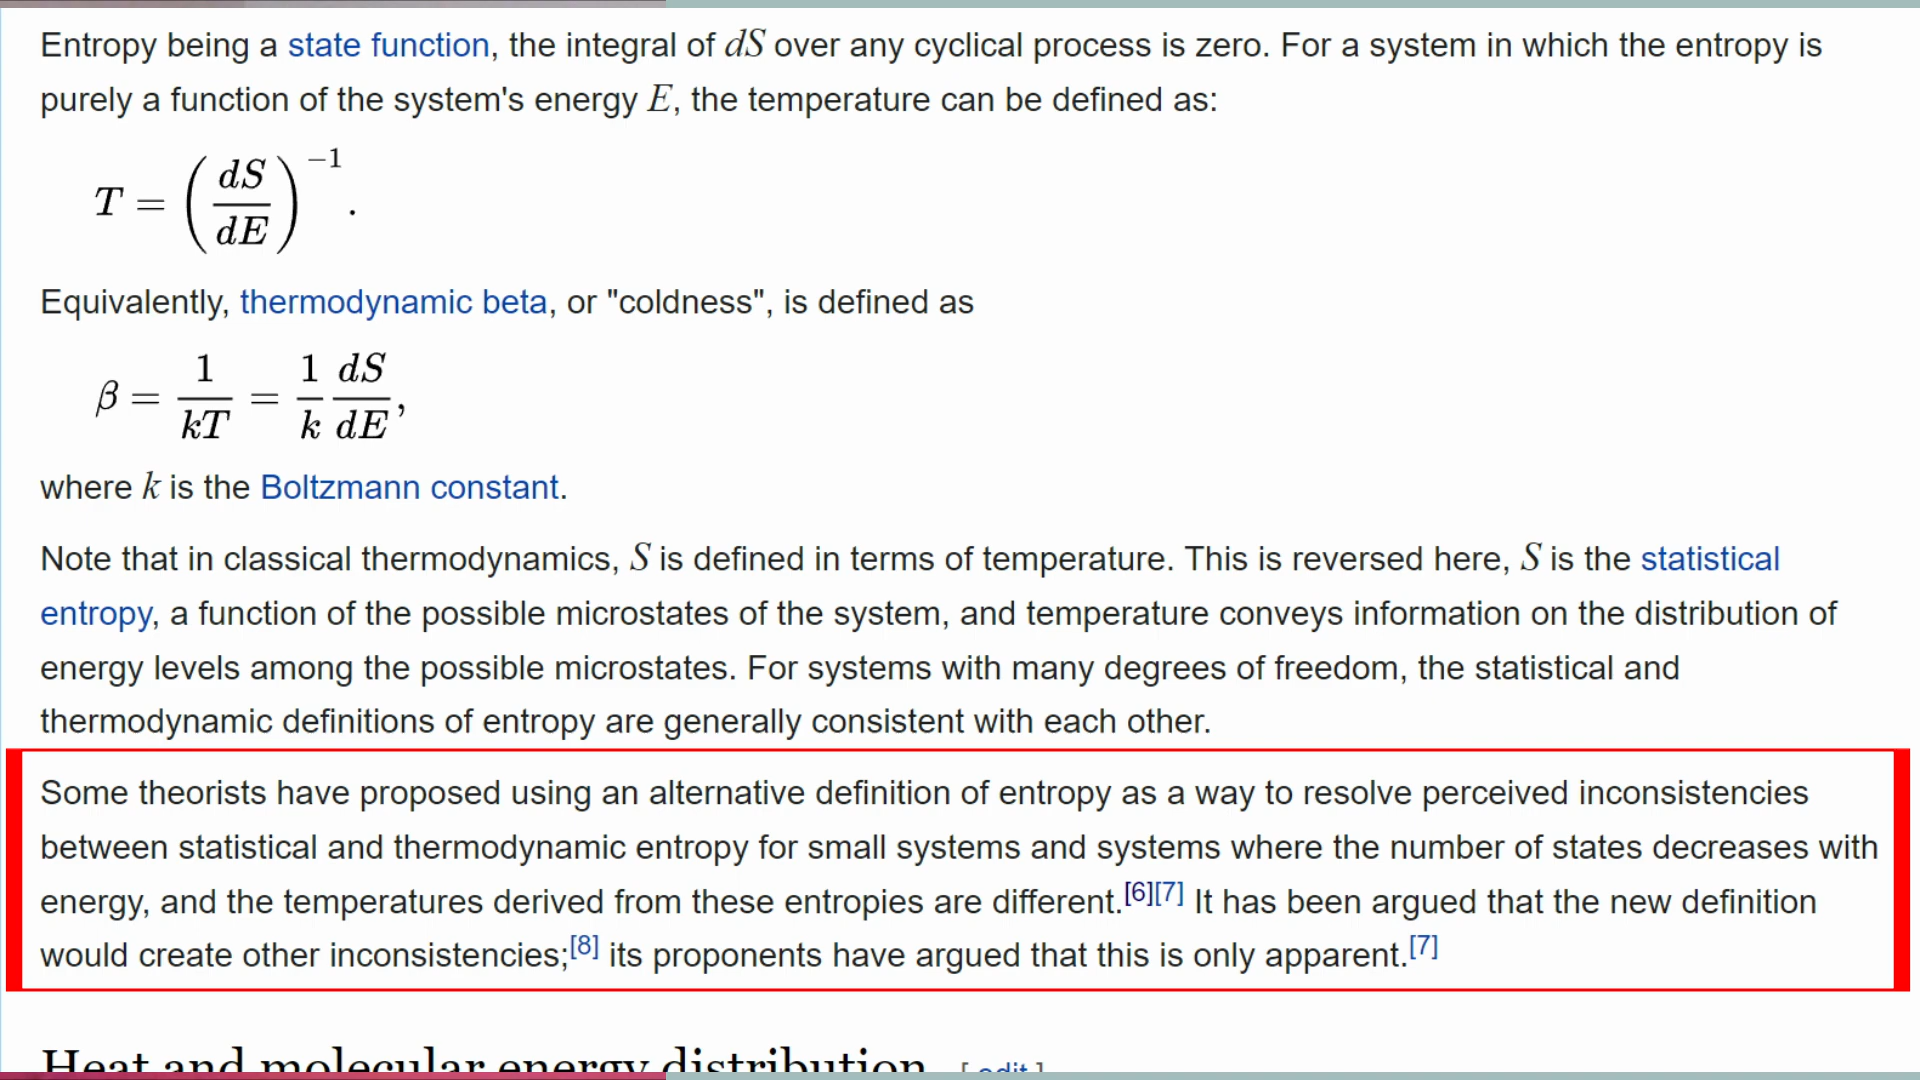 Entropy being a state function, the integral of dS over any cyclical process is zero. For a system in which the entropy is
purely a function of the system's energy E, the temperature can be defined as:
T = (dS/dE)^−1.
Equivalently, thermodynamic beta, or "coldness", is defined as
β = 1/kT = 1/k dS/dE,
where k is the Boltzmann constant.
Note that in classical thermodynamics, S is defined in terms of temperature. This is reversed here, S is the statistical
entropy, a function of the possible microstates of the system, and temperature conveys information on the distribution of
energy levels among the possible microstates. For systems with many degrees of freedom, the statistical and
thermodynamic definitions of entropy are generally consistent with each other.
Some theorists have proposed using an alternative definition of entropy as a way to resolve perceived inconsistencies
between statistical and thermodynamic entropy for small systems and systems where the number of states decreases with
energy, and the temperatures derived from these entropies are different.[6][7] It has been argued that the new definition
would create other inconsistencies;[8] its proponents have argued that this is only apparent.[7]
Heat and molecular energy distribution [ edit ]